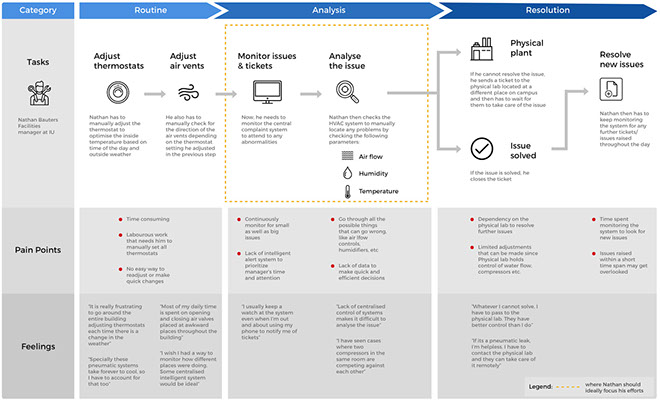 Category
Routine
Analysis
Resolution
Tasks
Nathan Bauters
Facilities
manager at IU
Adjust
thermostats
Nathan has to
manually adjust the
thermostat to
optimise the inside
temperature based on
time of the day and
outside weather
Adjust
air vents
He also has to
manually check for
the direction of the
air vents depending
on the thermostat
setting he adjusted
in the previous step
Monitor issues
& tickets
Now, he needs to
monitor the central
complaint system
to attend to any
abnormalities
Analyse
the issue
Nathan then checks the
HVAC system to manually
locate any problems by
checking the following
parameters:
Air flow
Humidity
Temperature
Physical
plant
If he cannot resolve the issue,
he sends a ticket to the
physical lab located at a
different place on campus
and then has to wait for
them to take care of the issue
Issue
solved
If the issue is solved, he
closes the ticket
Resolve
new issues
Nathan then has to
keep monitoring the
system for any
further tickets/
issues raised
throughout the day
Pain Points
Time consuming
Labourous work
that needs him to
manually set all
thermostats
No easy way to
readjust or make
quick changes
Continuously
monitor for small
as well as big
issues
Lack of intelligent
alert system to
prioritize
manager's time
and attention
Go through all the
possible things
that can go wrong,
like air lfow
controls,
humidifiers, etc.
Lack of data to
make quick and
efficient decisions
Dependency on the
physical lab to
resolve further
issues
Limited adjustments
that can be made since
Physical lab holds
control of water flow,
compressors etc.
Time spent
monitoring the
system to look for
new issues
Issues raised
within a short
time span may get
overlooked
Feelings
"It is really frustrating
to go around the
entire building
adjusting thermostats
each time there is a
change in the
weather"
"Specially these
pneumatic systems
take forever to cool, so
I have to account for
that too"
"Most of my daily time
is spent on opening
and closing air valves
placed at awkward
places throughout the
building"
"I wish I had a way to
monitor how different
places were doing.
Some centralised
intelligent system
would be ideal"
"I usually keep a
watch at the system
even when I'm out
and about using my
phone to notify me of
tickets"
"Lack of centralised
control of systems
makes it difficult to
analyse the issue"
"I have seen cases
where two
compressors in the
same room are
competing against
each other"
"Whatever I cannot solve, I
have to pass to the
physical lab. They have
better control than I do"
"If its a pneumatic leak, I'm
helpless. I have to
contact the physical lab
and they can take care of
it remotely"
Legend:
where Nathan should
ideally focus his efforts